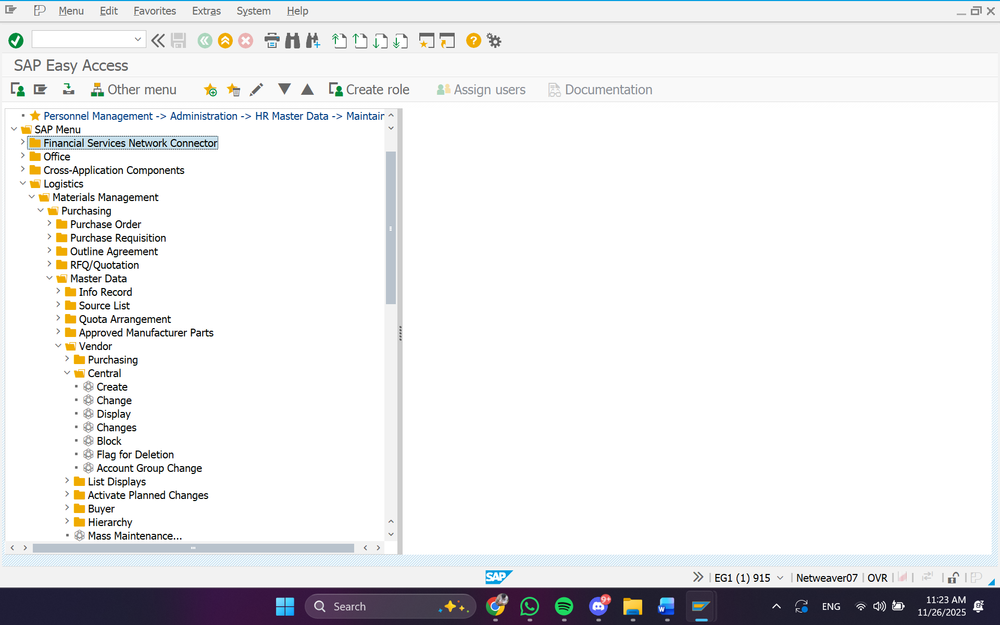 Menu Edit Favorites Extras System Help
SAP Easy Access
Other menu Create role Assign users Documentation
Personnel Management -> Administration -> HR Master Data -> Maintain
SAP Menu
Financial Services Network Connector
Office
Cross-Application Components
Logistics
Materials Management
Purchasing
Purchase Order
Purchase Requisition
Outline Agreement
RFQ/Quotation
Master Data
Info Record
Source List
Quota Arrangement
Approved Manufacturer Parts
Vendor
Purchasing
Central
Create
Change
Display
Changes
Block
Flag for Deletion
Account Group Change
List Displays
Activate Planned Changes
Buyer
Hierarchy
Mass Maintenance...
SAP EG1 (1) 915 Netweaver07 OVR
Search 9+ ENG 11:23 AM
11/26/2025